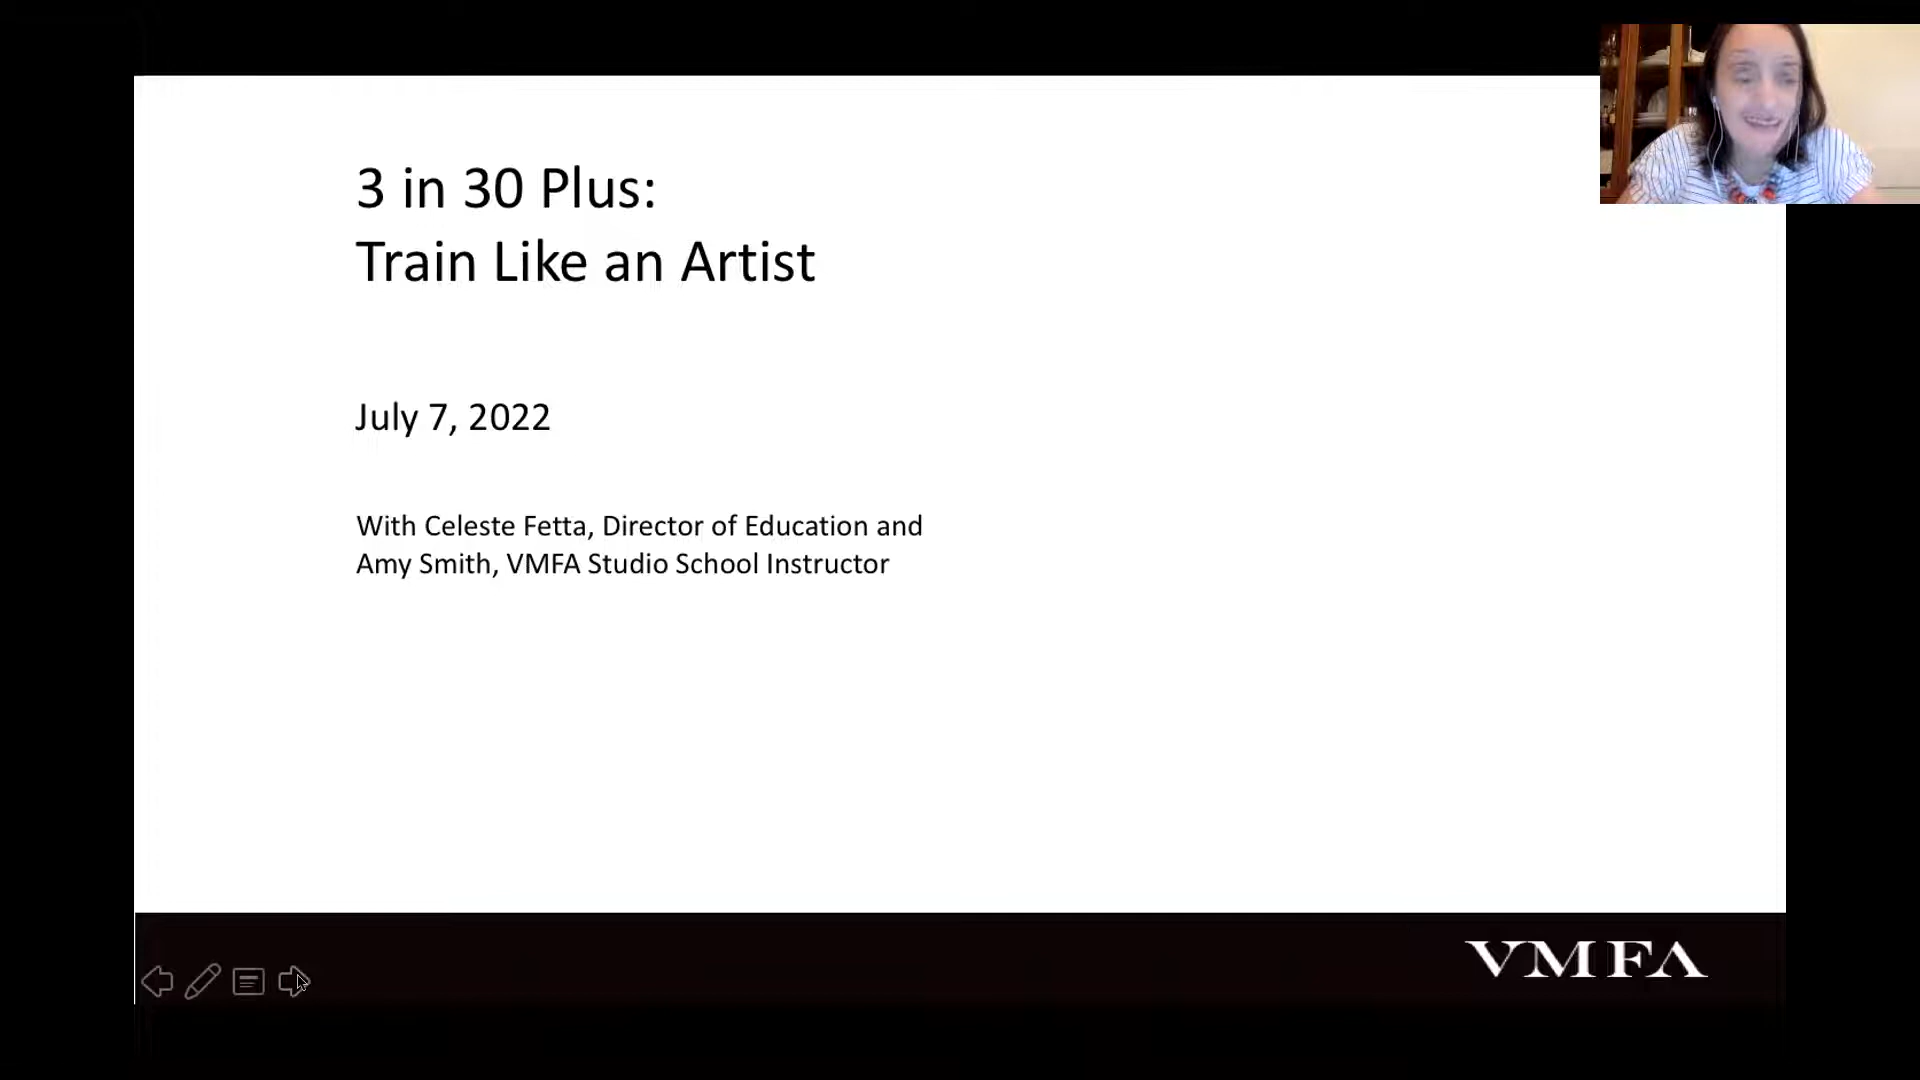 3 in 30 Plus:
Train Like an Artist
July 7, 2022
With Celeste Fetta, Director of Education and
Amy Smith, VMFA Studio School Instructor
VMFA